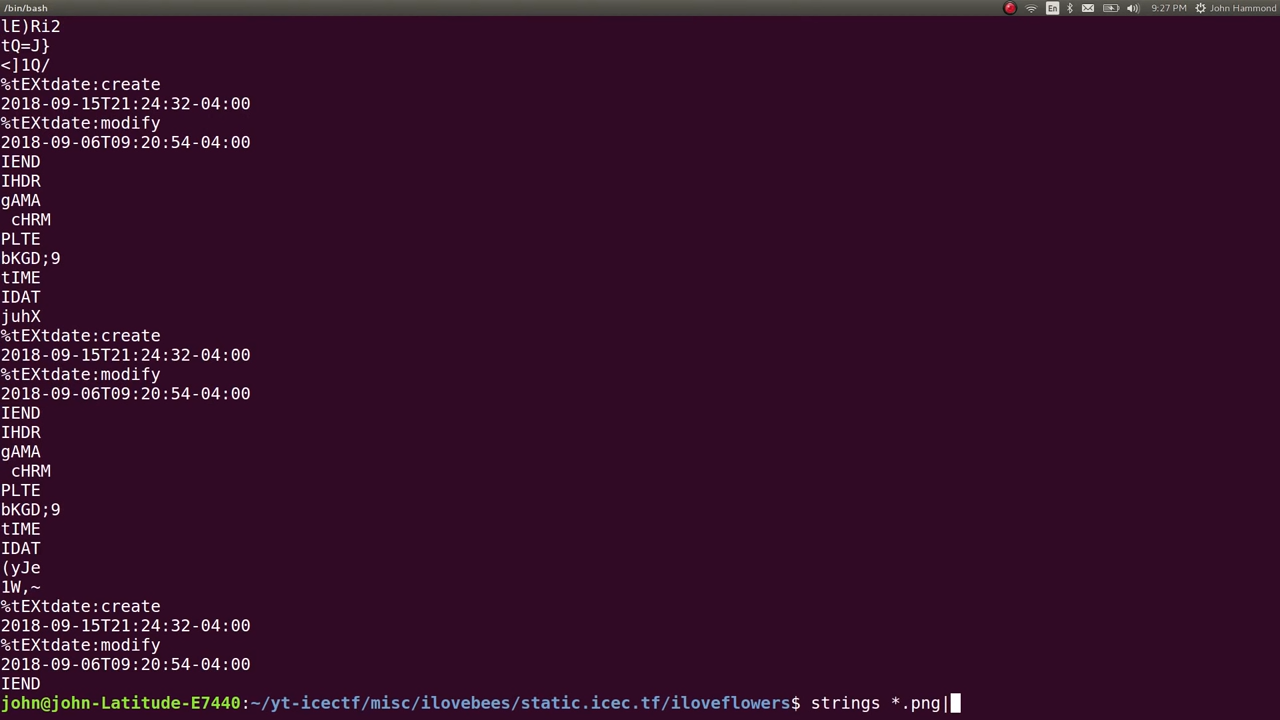 /bin/bash
En
9:27 PM
John Hammond
lE)Ri2
tQ=J}
<]1Q/
%tEXtdate:create
2018-09-15T21:24:32-04:00
%tEXtdate:modify
2018-09-06T09:20:54-04:00
IEND
IHDR
gAMA
 cHRM
PLTE
bKGD;9
tIME
IDAT
juhX
%tEXtdate:create
2018-09-15T21:24:32-04:00
%tEXtdate:modify
2018-09-06T09:20:54-04:00
IEND
IHDR
gAMA
 cHRM
PLTE
bKGD;9
tIME
IDAT
(yJe
1W,~
%tEXtdate:create
2018-09-15T21:24:32-04:00
%tEXtdate:modify
2018-09-06T09:20:54-04:00
IEND
john@john-Latitude-E7440:~/yt-icectf/misc/ilovebees/static.icec.tf/iloveflowers$ strings *.png|